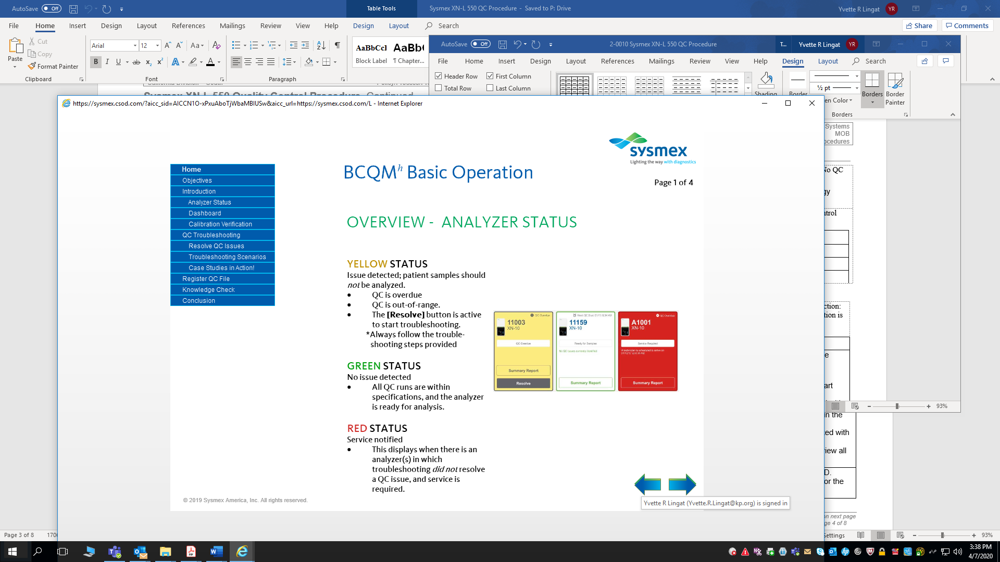 AutoSave Off
Table Tools
Sysmex XN-L 550 QC Procedure - Saved to P: Drive
Yvette R Lingat YR
File Home Insert Design Layout References Mailings Review View Help Design Layout Search
Share Comments
Paste
Cut
Copy
Format Painter
Clipboard
Arial 12
Font
Paragraph
AaBbCcI AaBbC
Block Label ¶ Chapter...
AutoSave Off
2-0010 Sysmex XN-L 550 QC Procedure
T... Yvette R Lingat YR
File Home Insert Design Layout References Mailings Review View Help Design Layout Search
Header Row First Column
Total Row Last Column
Shading
Border
½ pt
en Color
Borders
Border Painter
Borders
Sysmex XN-L 550 Quality Control Procedure, Continued
https://sysmex.csod.com/?aicc_sid=AICCN1O-xPxuAboTjWbaMBlUSw&aicc_url=https://sysmex.csod.com/L - Internet Explorer
sysmex
Lighting the way with diagnostics
BCQMh Basic Operation
Page 1 of 4
Home
Objectives
Introduction
Analyzer Status
Dashboard
Calibration Verification
QC Troubleshooting
Resolve QC Issues
Troubleshooting Scenarios
Case Studies in Action!
Register QC File
Knowledge Check
Conclusion
OVERVIEW - ANALYZER STATUS
YELLOW STATUS
Issue detected; patient samples should
not be analyzed.
• QC is overdue
• QC is out-of-range.
• The [Resolve] button is active
to start troubleshooting.
*Always follow the trouble-
shooting steps provided
GREEN STATUS
No issue detected
• All QC runs are within
specifications, and the analyzer
is ready for analysis.
RED STATUS
Service notified
• This displays when there is an
analyzer(s) in which
troubleshooting did not resolve
a QC issue, and service is
required.
QC Overdue
11003
XN-10
QC Overdue
Summary Report
Resolve
Next QC Due: 01/11 8:34 AM
11159
XN-10
Ready for Samples
No QC issues currently identified
Summary Report
QC Overdue
A1001
XN-10
Service Required
A technician is scheduled to arrive on
Summary Report
© 2019 Sysmex America, Inc. All rights reserved.
Yvette R Lingat (Yvette.R.Lingat@kp.org) is signed in
Systems
MOB
ocedures
No QC
gy
ntrol
ction:
tion is
e
art
93%
in the
ed with
iew all
D.
or the
on next page
ge 4 of 8
Page 3 of 8
Settings
93%
3:38 PM
4/7/2020